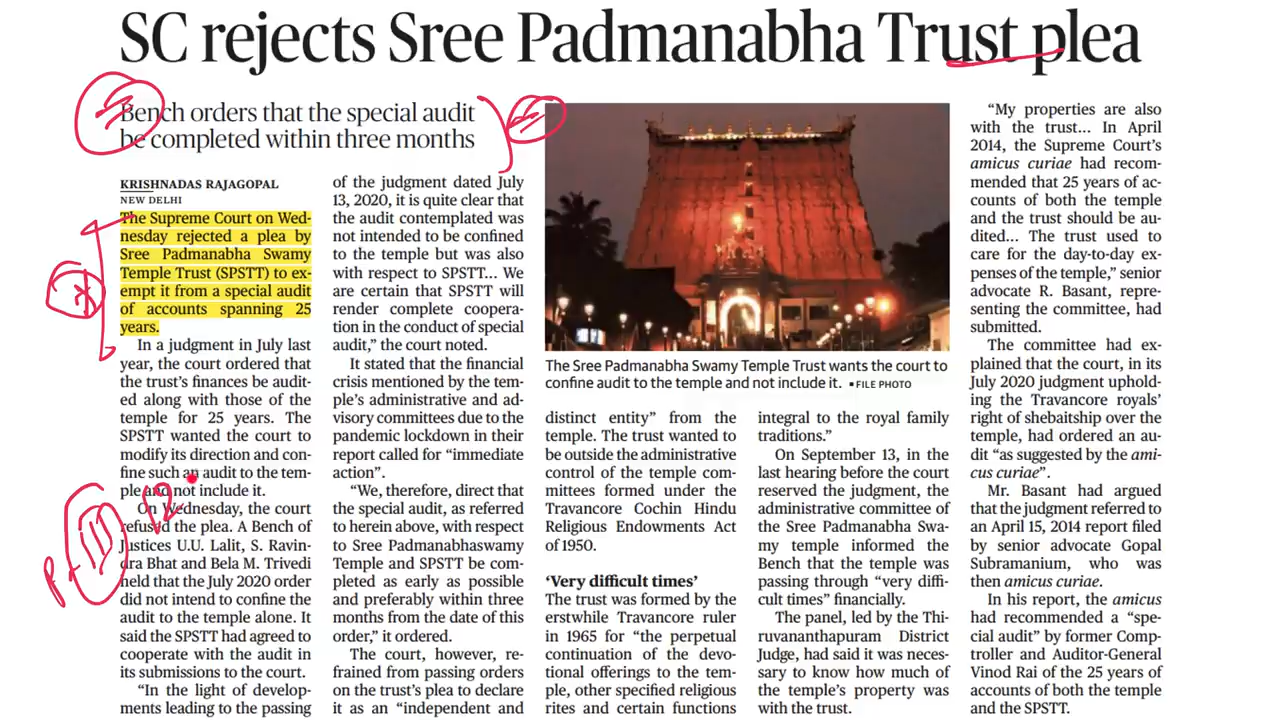 SC rejects Sree Padmanabha Trust plea
Bench orders that the special audit
be completed within three months
KRISHNADAS RAJAGOPAL
NEW DELHI
The Supreme Court on Wed-
nesday rejected a plea by
Sree Padmanabha Swamy
Temple Trust (SPSTT) to ex-
empt it from a special audit
of accounts spanning 25
years.
In a judgment in July last
year, the court ordered that
the trust's finances be audit-
ed along with those of the
temple for 25 years. The
SPSTT wanted the court to
modify its direction and con-
fine such an audit to the tem-
ple and not include it.
On Wednesday, the court
refused the plea. A Bench of
Justices U.U. Lalit, S. Ravin-
dra Bhat and Bela M. Trivedi
held that the July 2020 order
did not intend to confine the
audit to the temple alone. It
said the SPSTT had agreed to
cooperate with the audit in
its submissions to the court.
"In the light of develop-
ments leading to the passing
of the judgment dated July
13, 2020, it is quite clear that
the audit contemplated was
not intended to be confined
to the temple but was also
with respect to SPSTT... We
are certain that SPSTT will
render complete coopera-
tion in the conduct of special
audit," the court noted.
It stated that the financial
crisis mentioned by the tem-
ple's administrative and ad-
visory committees due to the
pandemic lockdown in their
report called for "immediate
action".
"We, therefore, direct that
the special audit, as referred
to herein above, with respect
to Sree Padmanabhaswamy
Temple and SPSTT be com-
pleted as early as possible
and preferably within three
months from the date of this
order," it ordered.
The court, however, re-
frained from passing orders
on the trust's plea to declare
it as an "independent and
The Sree Padmanabha Swamy Temple Trust wants the court to
confine audit to the temple and not include it. ▪FILE PHOTO
distinct entity" from the
temple. The trust wanted to
be outside the administrative
control of the temple com-
mittees formed under the
Travancore Cochin Hindu
Religious Endowments Act
of 1950.
'Very difficult times'
The trust was formed by the
erstwhile Travancore ruler
in 1965 for "the perpetual
continuation of the devo-
tional offerings to the tem-
ple, other specified religious
rites and certain functions
integral to the royal family
traditions."
On September 13, in the
last hearing before the court
reserved the judgment, the
administrative committee of
the Sree Padmanabha Swa-
my temple informed the
Bench that the temple was
passing through "very diffi-
cult times" financially.
The panel, led by the Thi-
ruvananthapuram District
Judge, had said it was neces-
sary to know how much of
the temple's property was
with the trust.
"My properties are also
with the trust... In April
2014, the Supreme Court's
amicus curiae had recom-
mended that 25 years of ac-
counts of both the temple
and the trust should be au-
dited... The trust used to
care for the day-to-day ex-
penses of the temple," senior
advocate R. Basant, repre-
senting the committee, had
submitted.
The committee had ex-
plained that the court, in its
July 2020 judgment uphold-
ing the Travancore royals'
right of shebaitship over the
temple, had ordered an au-
dit "as suggested by the ami-
cus curiae".
Mr. Basant had argued
that the judgment referred to
an April 15, 2014 report filed
by senior advocate Gopal
Subramanium, who was
then amicus curiae.
In his report, the amicus
had recommended a "spe-
cial audit" by former Comp-
troller and Auditor-General
Vinod Rai of the 25 years of
accounts of both the temple
and the SPSTT.